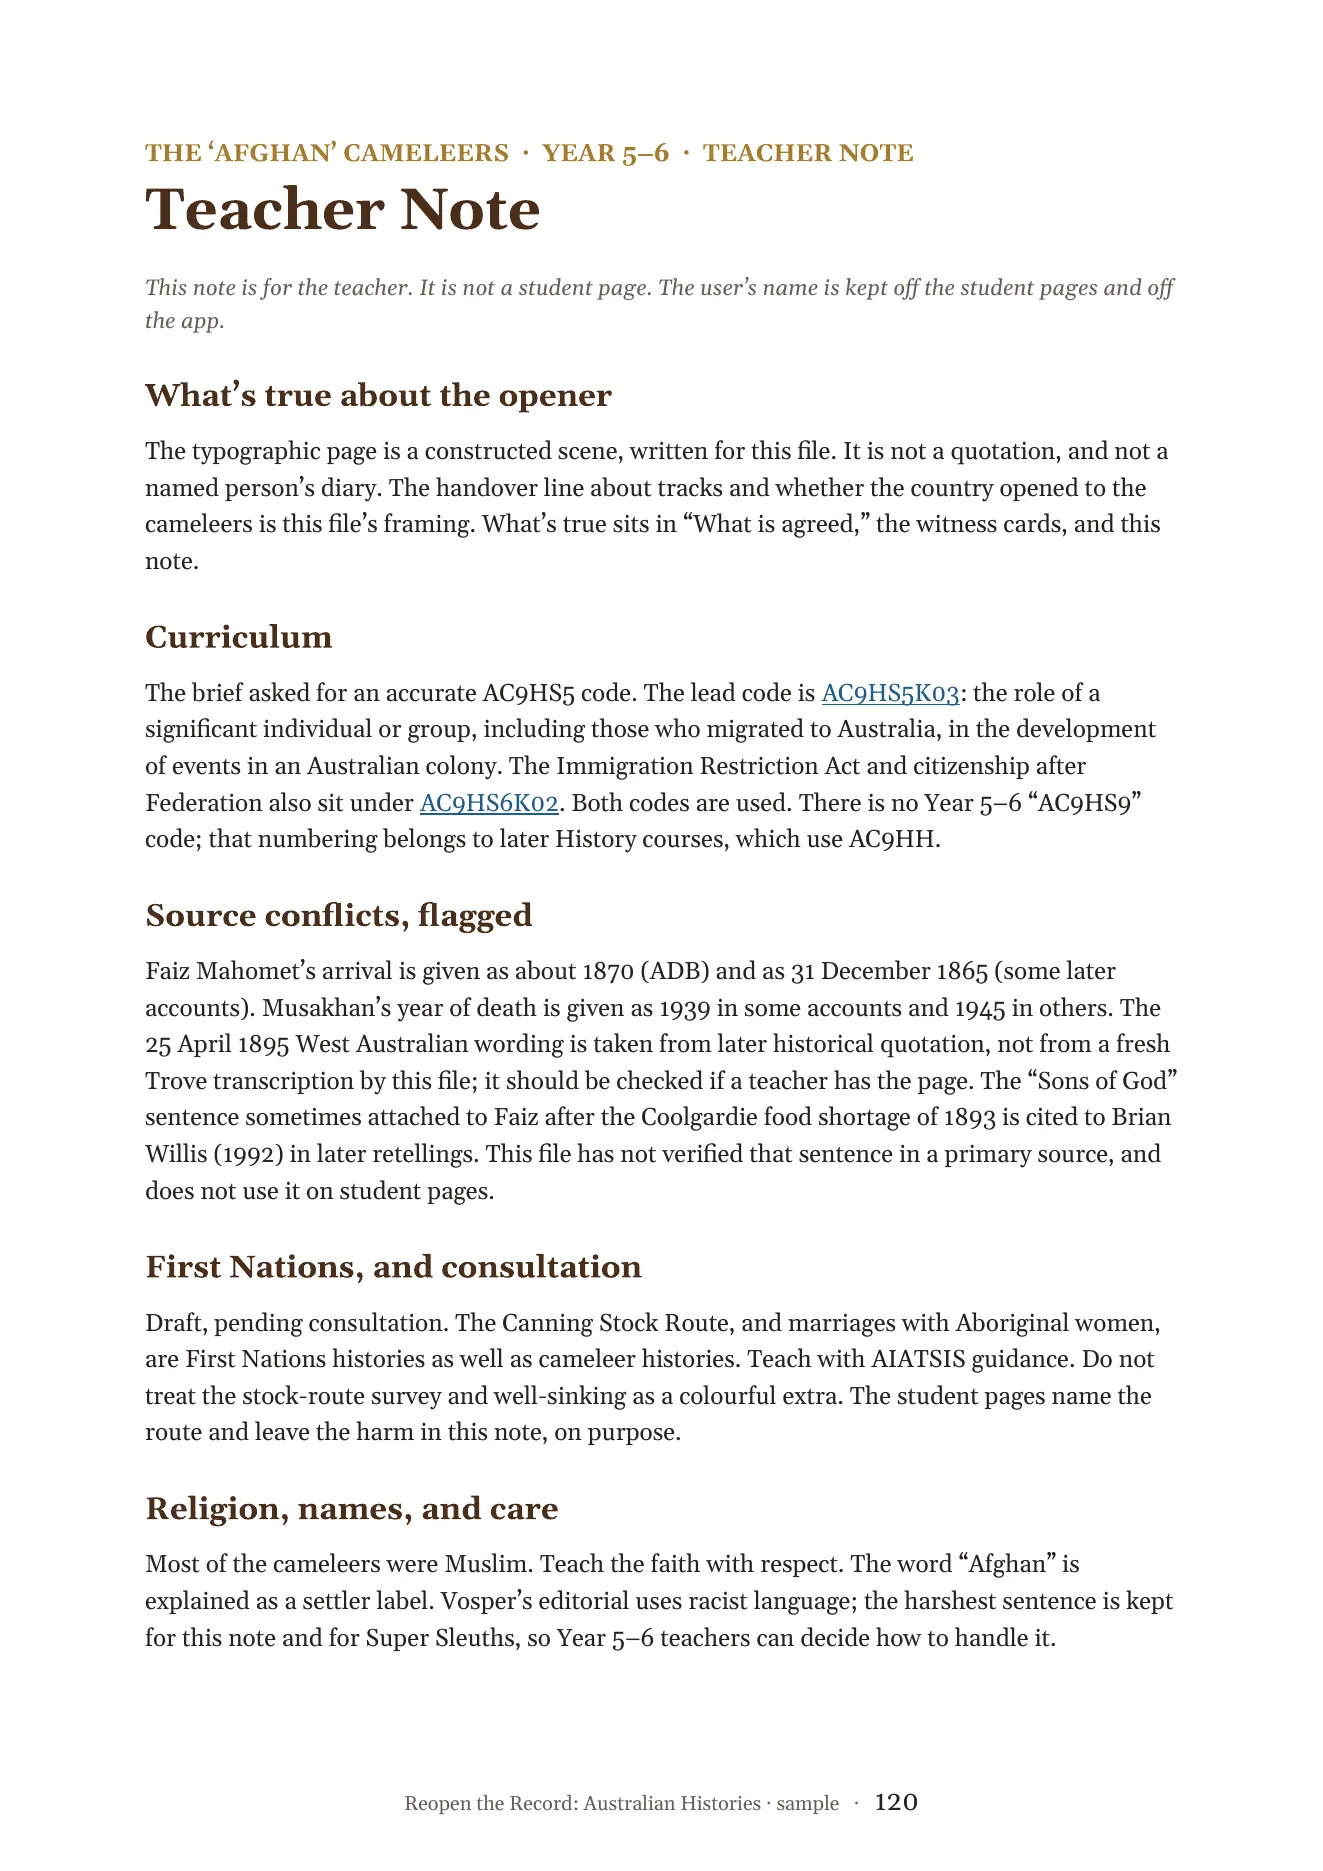 THE ‘AFGHAN’ CAMELEERS · YEAR 5–6 · TEACHER NOTE
Teacher Note
This note is for the teacher. It is not a student page. The user’s name is kept off the student pages and off
the app.
What’s true about the opener
The typographic page is a constructed scene, written for this file. It is not a quotation, and not a
named person’s diary. The handover line about tracks and whether the country opened to the
cameleers is this file’s framing. What’s true sits in “What is agreed,” the witness cards, and this
note.
Curriculum
The brief asked for an accurate AC9HS5 code. The lead code is AC9HS5K03: the role of a
significant individual or group, including those who migrated to Australia, in the development
of events in an Australian colony. The Immigration Restriction Act and citizenship after
Federation also sit under AC9HS6K02. Both codes are used. There is no Year 5–6 “AC9HS9”
code; that numbering belongs to later History courses, which use AC9HH.
Source conflicts, flagged
Faiz Mahomet’s arrival is given as about 1870 (ADB) and as 31 December 1865 (some later
accounts). Musakhan’s year of death is given as 1939 in some accounts and 1945 in others. The
25 April 1895 West Australian wording is taken from later historical quotation, not from a fresh
Trove transcription by this file; it should be checked if a teacher has the page. The “Sons of God”
sentence sometimes attached to Faiz after the Coolgardie food shortage of 1893 is cited to Brian
Willis (1992) in later retellings. This file has not verified that sentence in a primary source, and
does not use it on student pages.
First Nations, and consultation
Draft, pending consultation. The Canning Stock Route, and marriages with Aboriginal women,
are First Nations histories as well as cameleer histories. Teach with AIATSIS guidance. Do not
treat the stock-route survey and well-sinking as a colourful extra. The student pages name the
route and leave the harm in this note, on purpose.
Religion, names, and care
Most of the cameleers were Muslim. Teach the faith with respect. The word “Afghan” is
explained as a settler label. Vosper’s editorial uses racist language; the harshest sentence is kept
for this note and for Super Sleuths, so Year 5–6 teachers can decide how to handle it.
Reopen the Record: Australian Histories · sample · 120